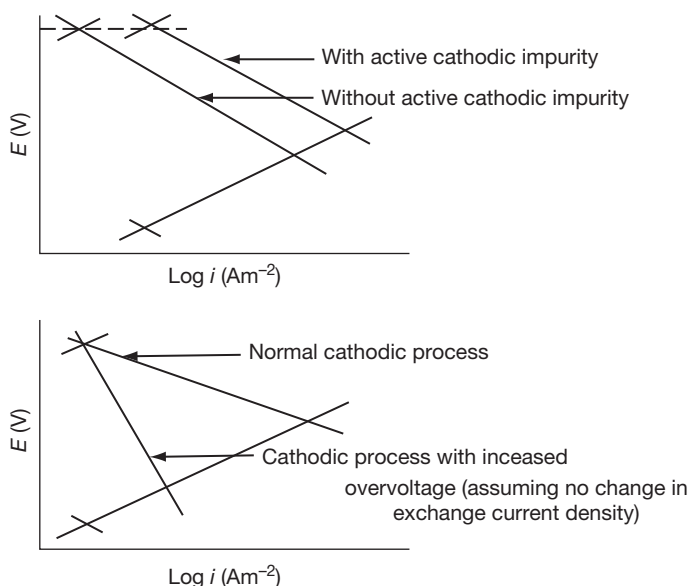 With active cathodic impurity
Without active cathodic impurity
E (V)
Log i (Am⁻²)
Normal cathodic process
E (V)
Cathodic process with inceased
overvoltage (assuming no change in
exchange current density)
Log i (Am⁻²)